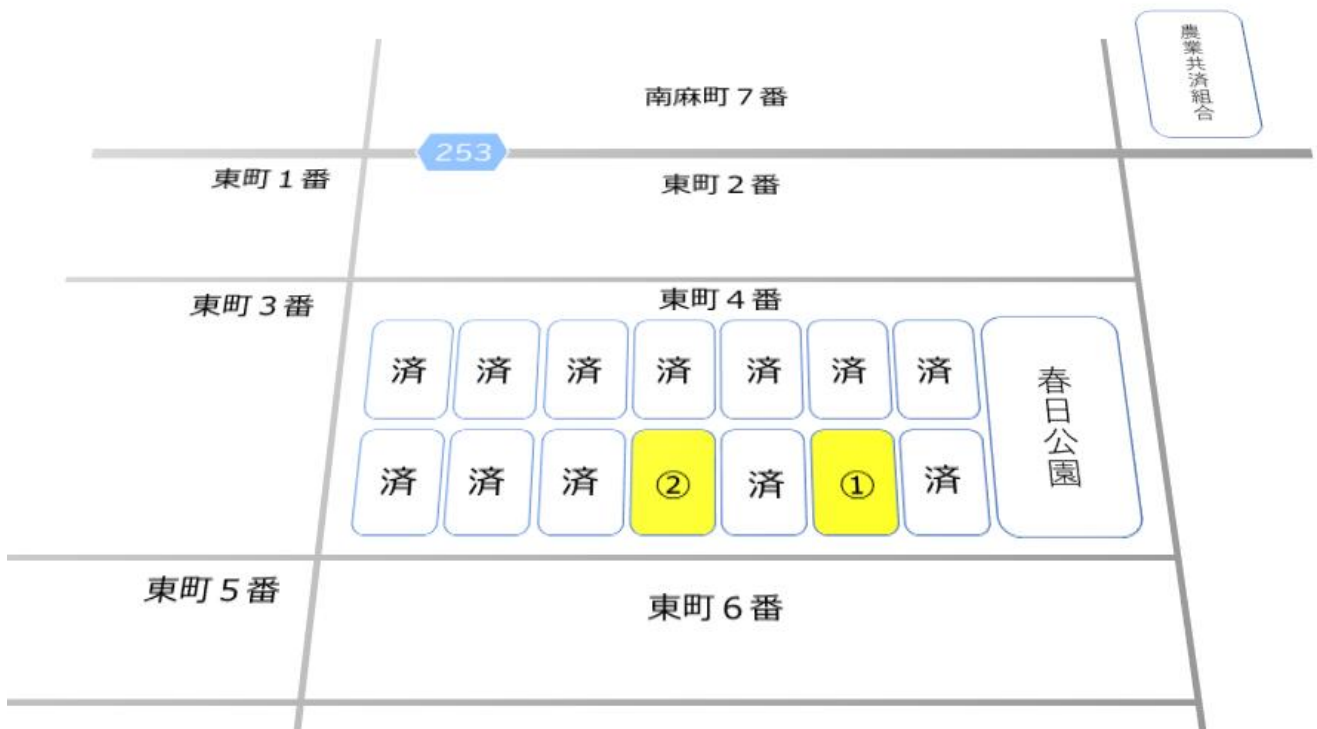 農業共済組合
南麻町7番
253
東町1番
東町2番
東町3番
東町4番
済 済 済 済 済 済 済
春日公園
済 済 済 ② 済 ① 済
東町5番
東町6番